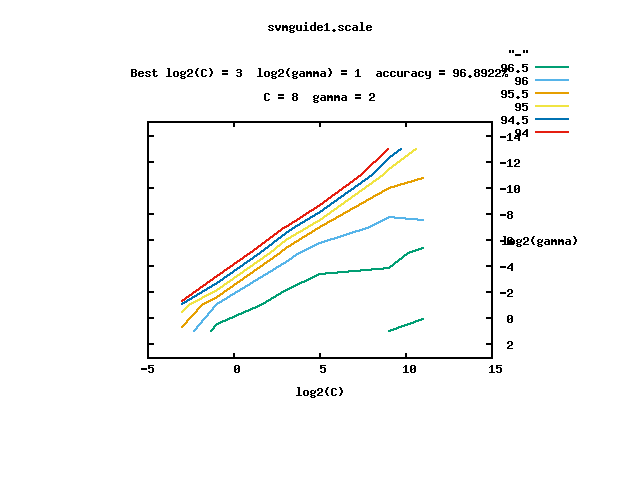 svmguide1.scale
"-"
Best log2(C) = 3  log2(gamma) = 1  accuracy = 96.8922%
96.5
96
C = 8  gamma = 2
95.5
95
94.5
94
-14
-12
-10
-8
-6
log2(gamma)
-4
-2
0
2
-5 0 5 10 15
log2(C)